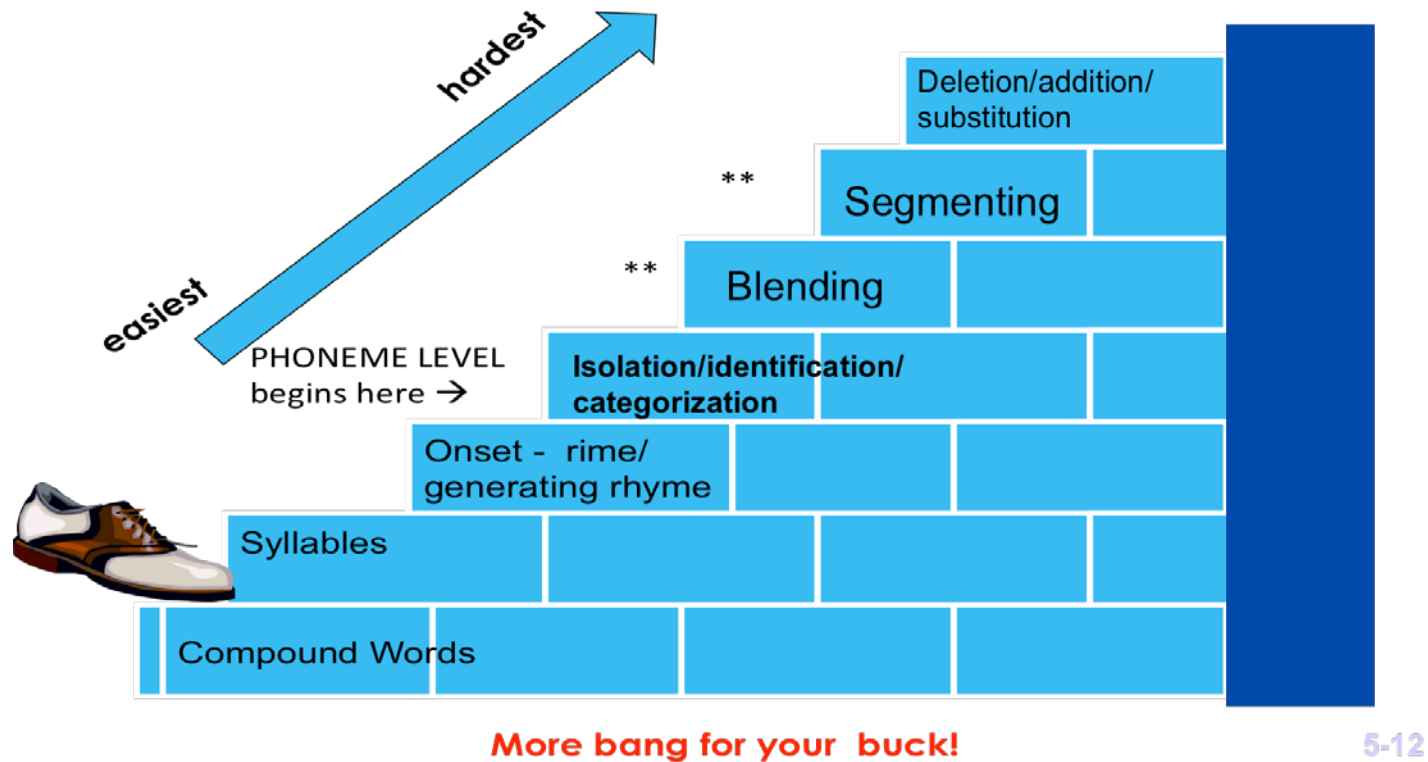 hardest
Deletion/addition/
substitution
**
Segmenting
**
Blending
easiest
PHONEME LEVEL
begins here →
Isolation/identification/
categorization
Onset - rime/
generating rhyme
Syllables
Compound Words
More bang for your buck!
5-12